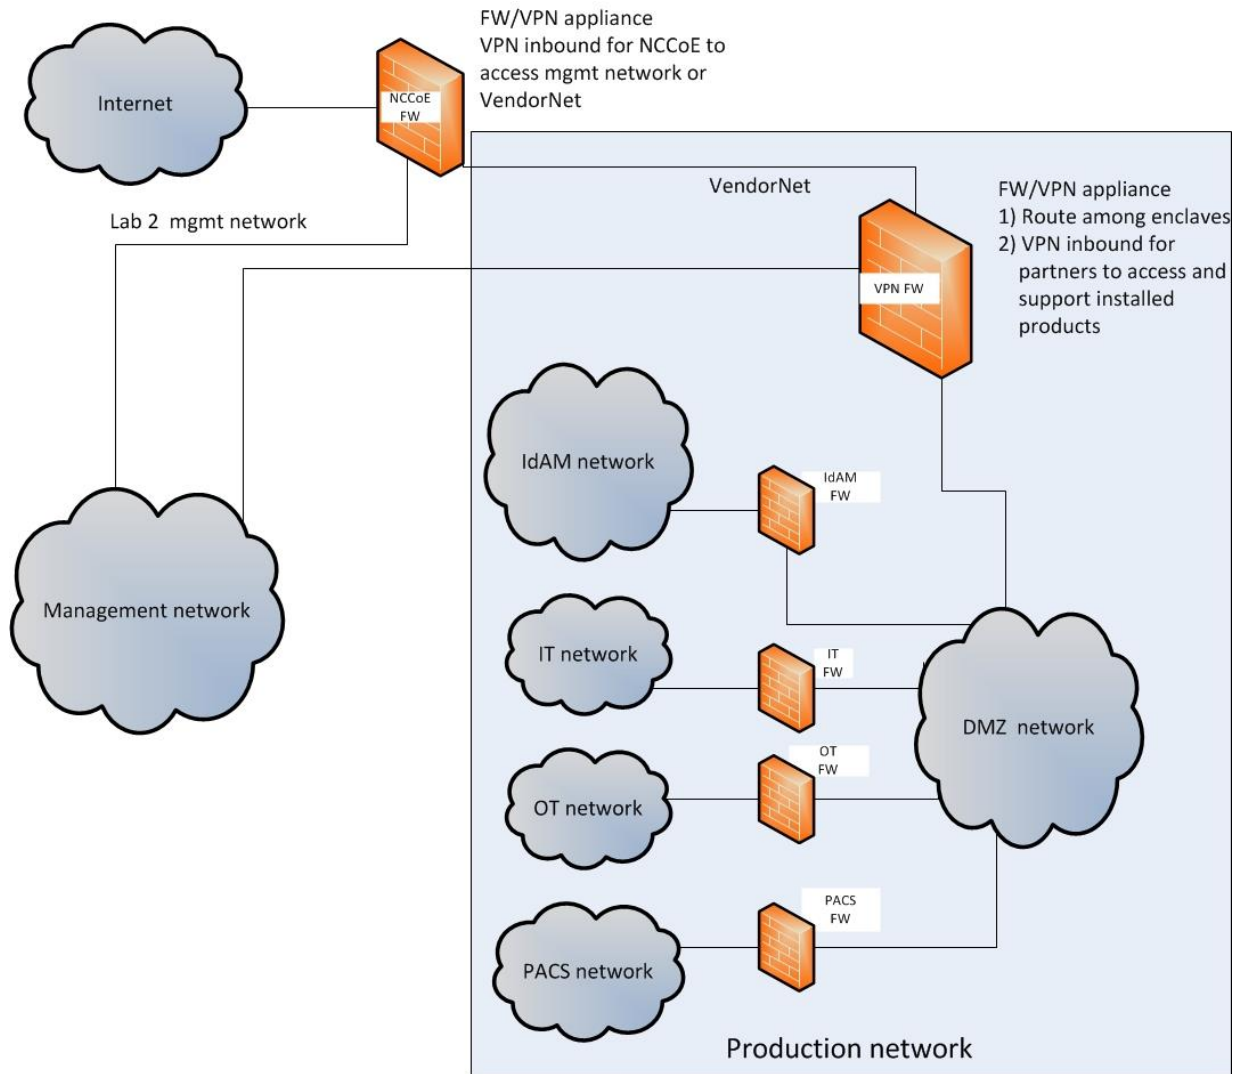 FW/VPN appliance
VPN inbound for NCCoE to
access mgmt network or
VendorNet
Internet
NCCoE
FW
VendorNet
FW/VPN appliance
1) Route among enclaves
2) VPN inbound for
partners to access and
support installed
products
Lab 2 mgmt network
VPN FW
IdAM network
IdAM
FW
Management network
IT network
IT
FW
DMZ network
OT network
OT
FW
PACS network
PACS
FW
Production network